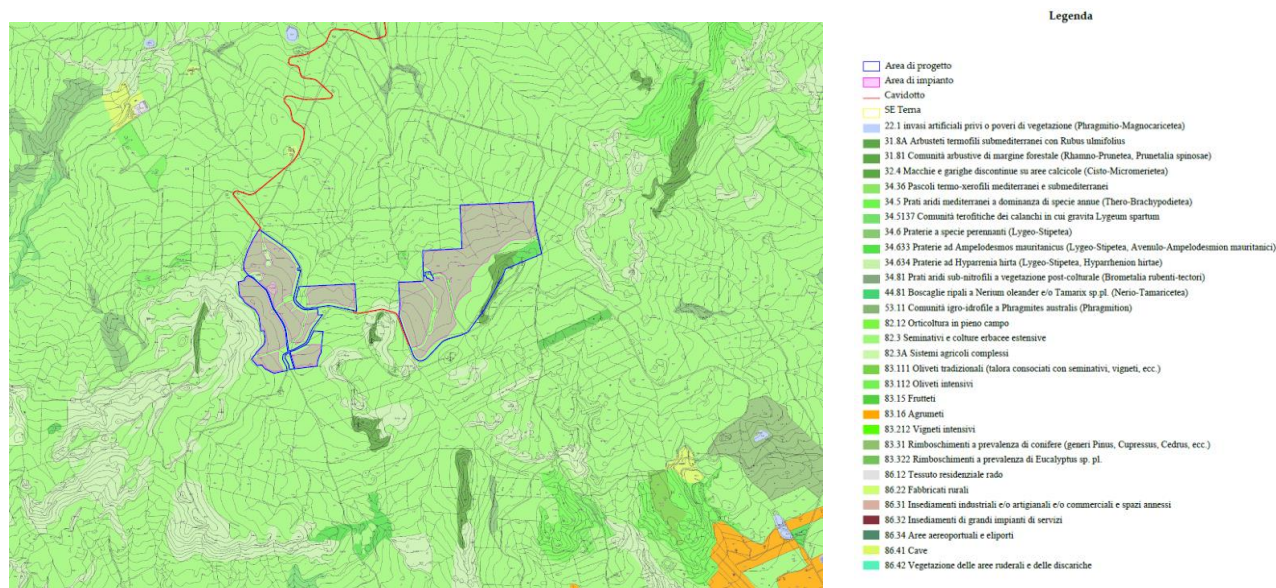 Legenda
Area di progetto
Area di impianto
Cavidotto
SE Terna
22.1 invasi artificiali privi o poveri di vegetazione (Phragmitio-Magnocaricetea)
31.8A Arbusteti termofili submediterranei con Rubus ulmifolius
31.81 Comunità arbustive di margine forestale (Rhamno-Prunetea, Prunetalia spinosae)
32.4 Macchie e garighe discontinue su aree calcicole (Cisto-Micromerietea)
34.36 Pascoli termo-xerofili mediterranei e submediterranei
34.5 Prati aridi mediterranei a dominanza di specie annue (Thero-Brachypodietea)
34.5137 Comunità terofitiche dei calanchi in cui gravita Lygeum spartum
34.6 Praterie a specie perennanti (Lygeo-Stipetea)
34.633 Praterie ad Ampelodesmos mauritanicus (Lygeo-Stipetea, Avenulo-Ampelodesmion mauritanici)
34.634 Praterie ad Hyparrenia hirta (Lygeo-Stipetea, Hyparrhenion hirtae)
34.81 Prati aridi sub-nitrofili a vegetazione post-colturale (Brometalia rubenti-tectori)
44.81 Boscaglie ripali a Nerium oleander e/o Tamarix sp.pl. (Nerio-Tamaricetea)
53.11 Comunità igro-idrofile a Phragmites australis (Phragmition)
82.12 Orticoltura in pieno campo
82.3 Seminativi e colture erbacee estensive
82.3A Sistemi agricoli complessi
83.111 Oliveti tradizionali (talora consociati con seminativi, vigneti, ecc.)
83.112 Oliveti intensivi
83.15 Frutteti
83.16 Agrumeti
83.212 Vigneti intensivi
83.31 Rimboschimenti a prevalenza di conifere (generi Pinus, Cupressus, Cedrus, ecc.)
83.322 Rimboschimenti a prevalenza di Eucalyptus sp. pl.
86.12 Tessuto residenziale rado
86.22 Fabbricati rurali
86.31 Insediamenti industriali e/o artigianali e/o commerciali e spazi annessi
86.32 Insediamenti di grandi impianti di servizi
86.34 Aree aereoportuali e eliporti
86.41 Cave
86.42 Vegetazione delle aree ruderali e delle discariche